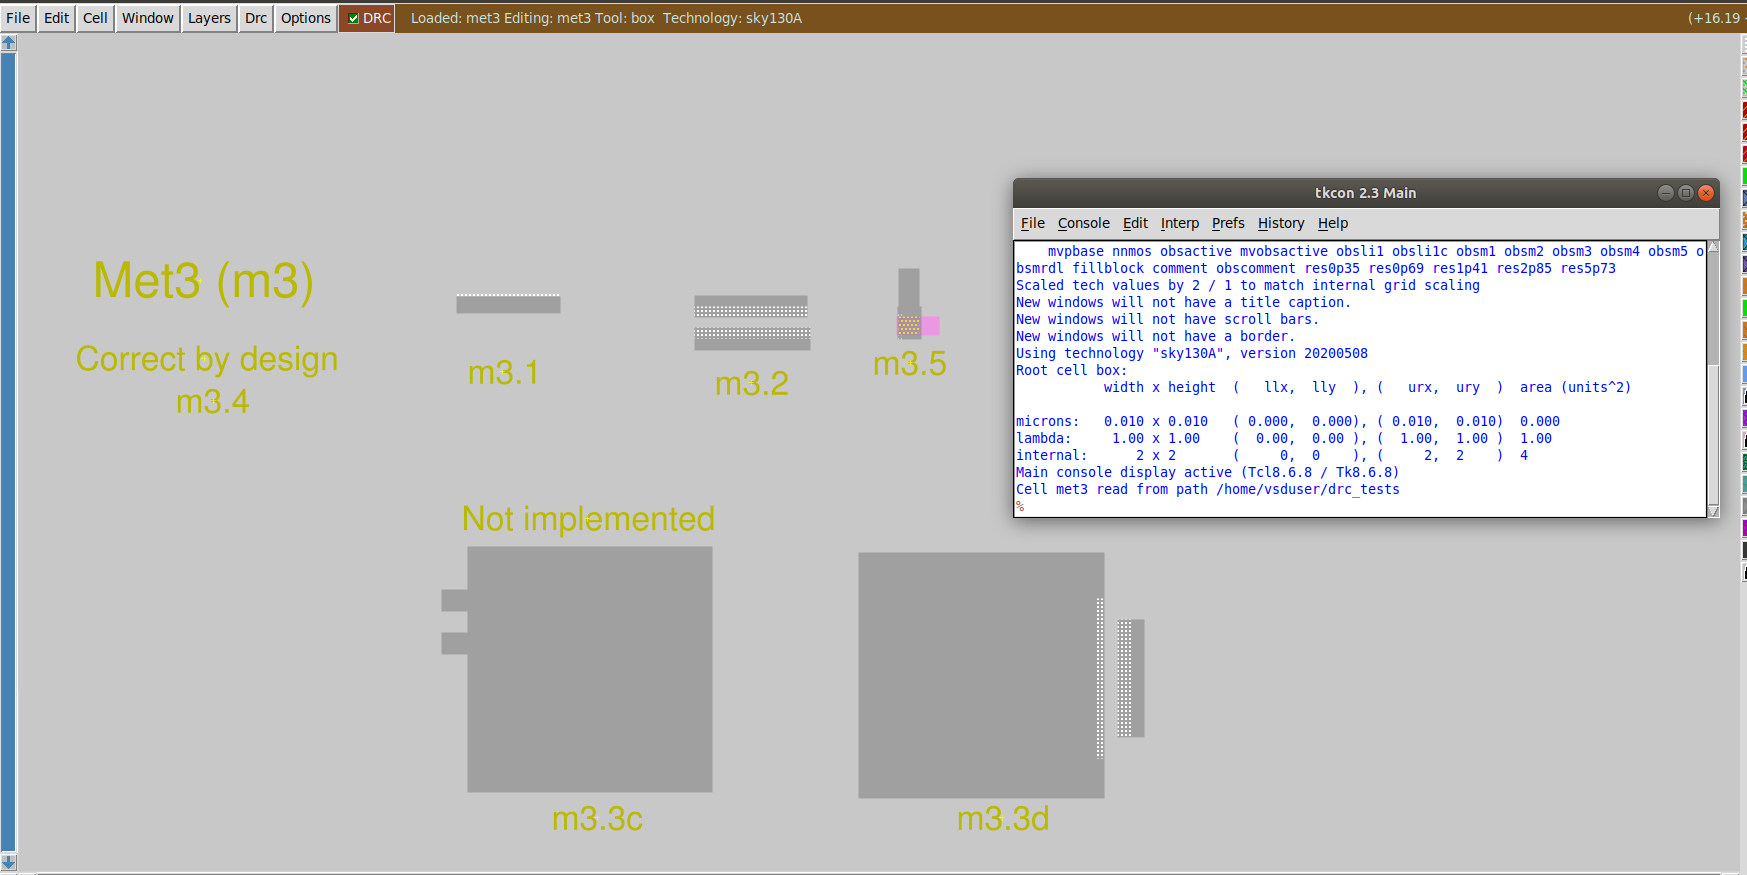 File Edit Cell Window Layers Drc Options DRC Loaded: met3 Editing: met3 Tool: box Technology: sky130A (+16.19
tkcon 2.3 Main
File Console Edit Interp Prefs History Help
mvpbase nnmos obsactive mvobsactive obsli1 obsli1c obsm1 obsm2 obsm3 obsm4 obsm5 o
bsmrdl fillblock comment obscomment res0p35 res0p69 res1p41 res2p85 res5p73
Scaled tech values by 2 / 1 to match internal grid scaling
New windows will not have a title caption.
New windows will not have scroll bars.
New windows will not have a border.
Using technology "sky130A", version 20200508
Root cell box:
width x height ( llx, lly ), ( urx, ury ) area (units^2)
microns: 0.010 x 0.010 ( 0.000, 0.000), ( 0.010, 0.010) 0.000
lambda: 1.00 x 1.00 ( 0.00, 0.00 ), ( 1.00, 1.00 ) 1.00
internal: 2 x 2 ( 0, 0 ), ( 2, 2 ) 4
Main console display active (Tcl8.6.8 / Tk8.6.8)
Cell met3 read from path /home/vsduser/drc_tests
%
Met3 (m3)
Correct by design
m3.4
m3.1
m3.2
m3.5
Not implemented
m3.3c
m3.3d